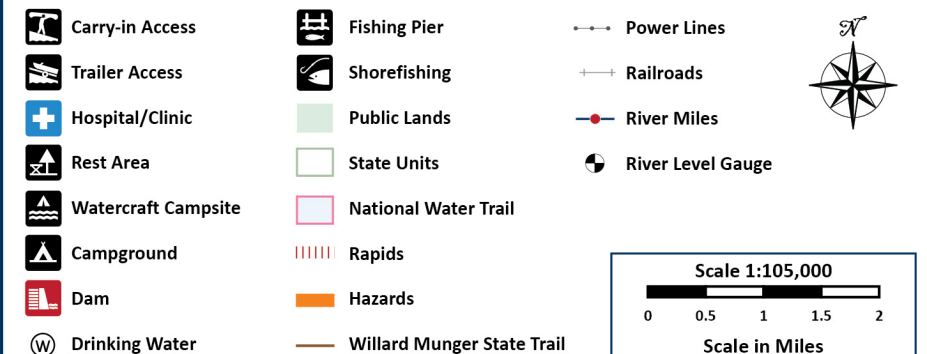 Carry-in Access
Trailer Access
Hospital/Clinic
Rest Area
Watercraft Campsite
Campground
Dam
W Drinking Water
Fishing Pier
Shorefishing
Public Lands
State Units
National Water Trail
Rapids
Hazards
Willard Munger State Trail
Power Lines
Railroads
River Miles
River Level Gauge
N
Scale 1:105,000
0 0.5 1 1.5 2
Scale in Miles